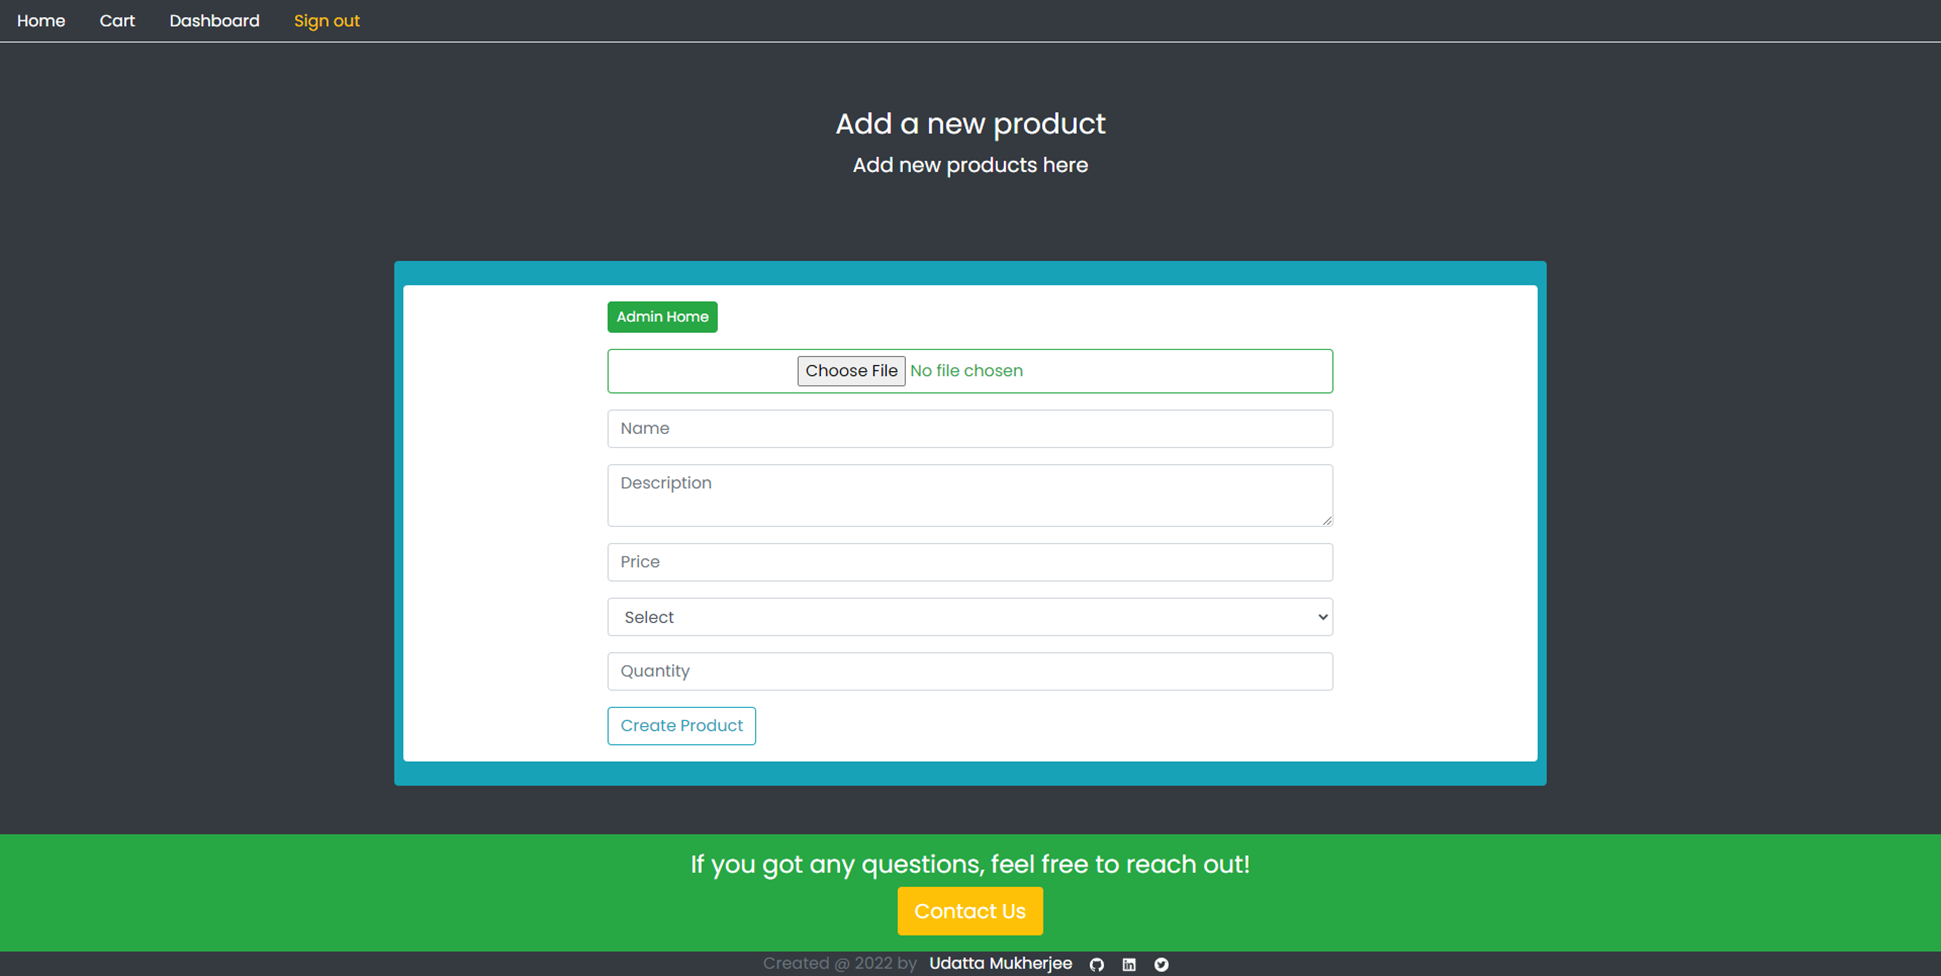 Home Cart Dashboard Sign out
Add a new product
Add new products here
Admin Home
Choose File No file chosen
Name
Description
Price
Select
Quantity
Create Product
If you got any questions, feel free to reach out!
Contact Us
Created @ 2022 by Udatta Mukherjee